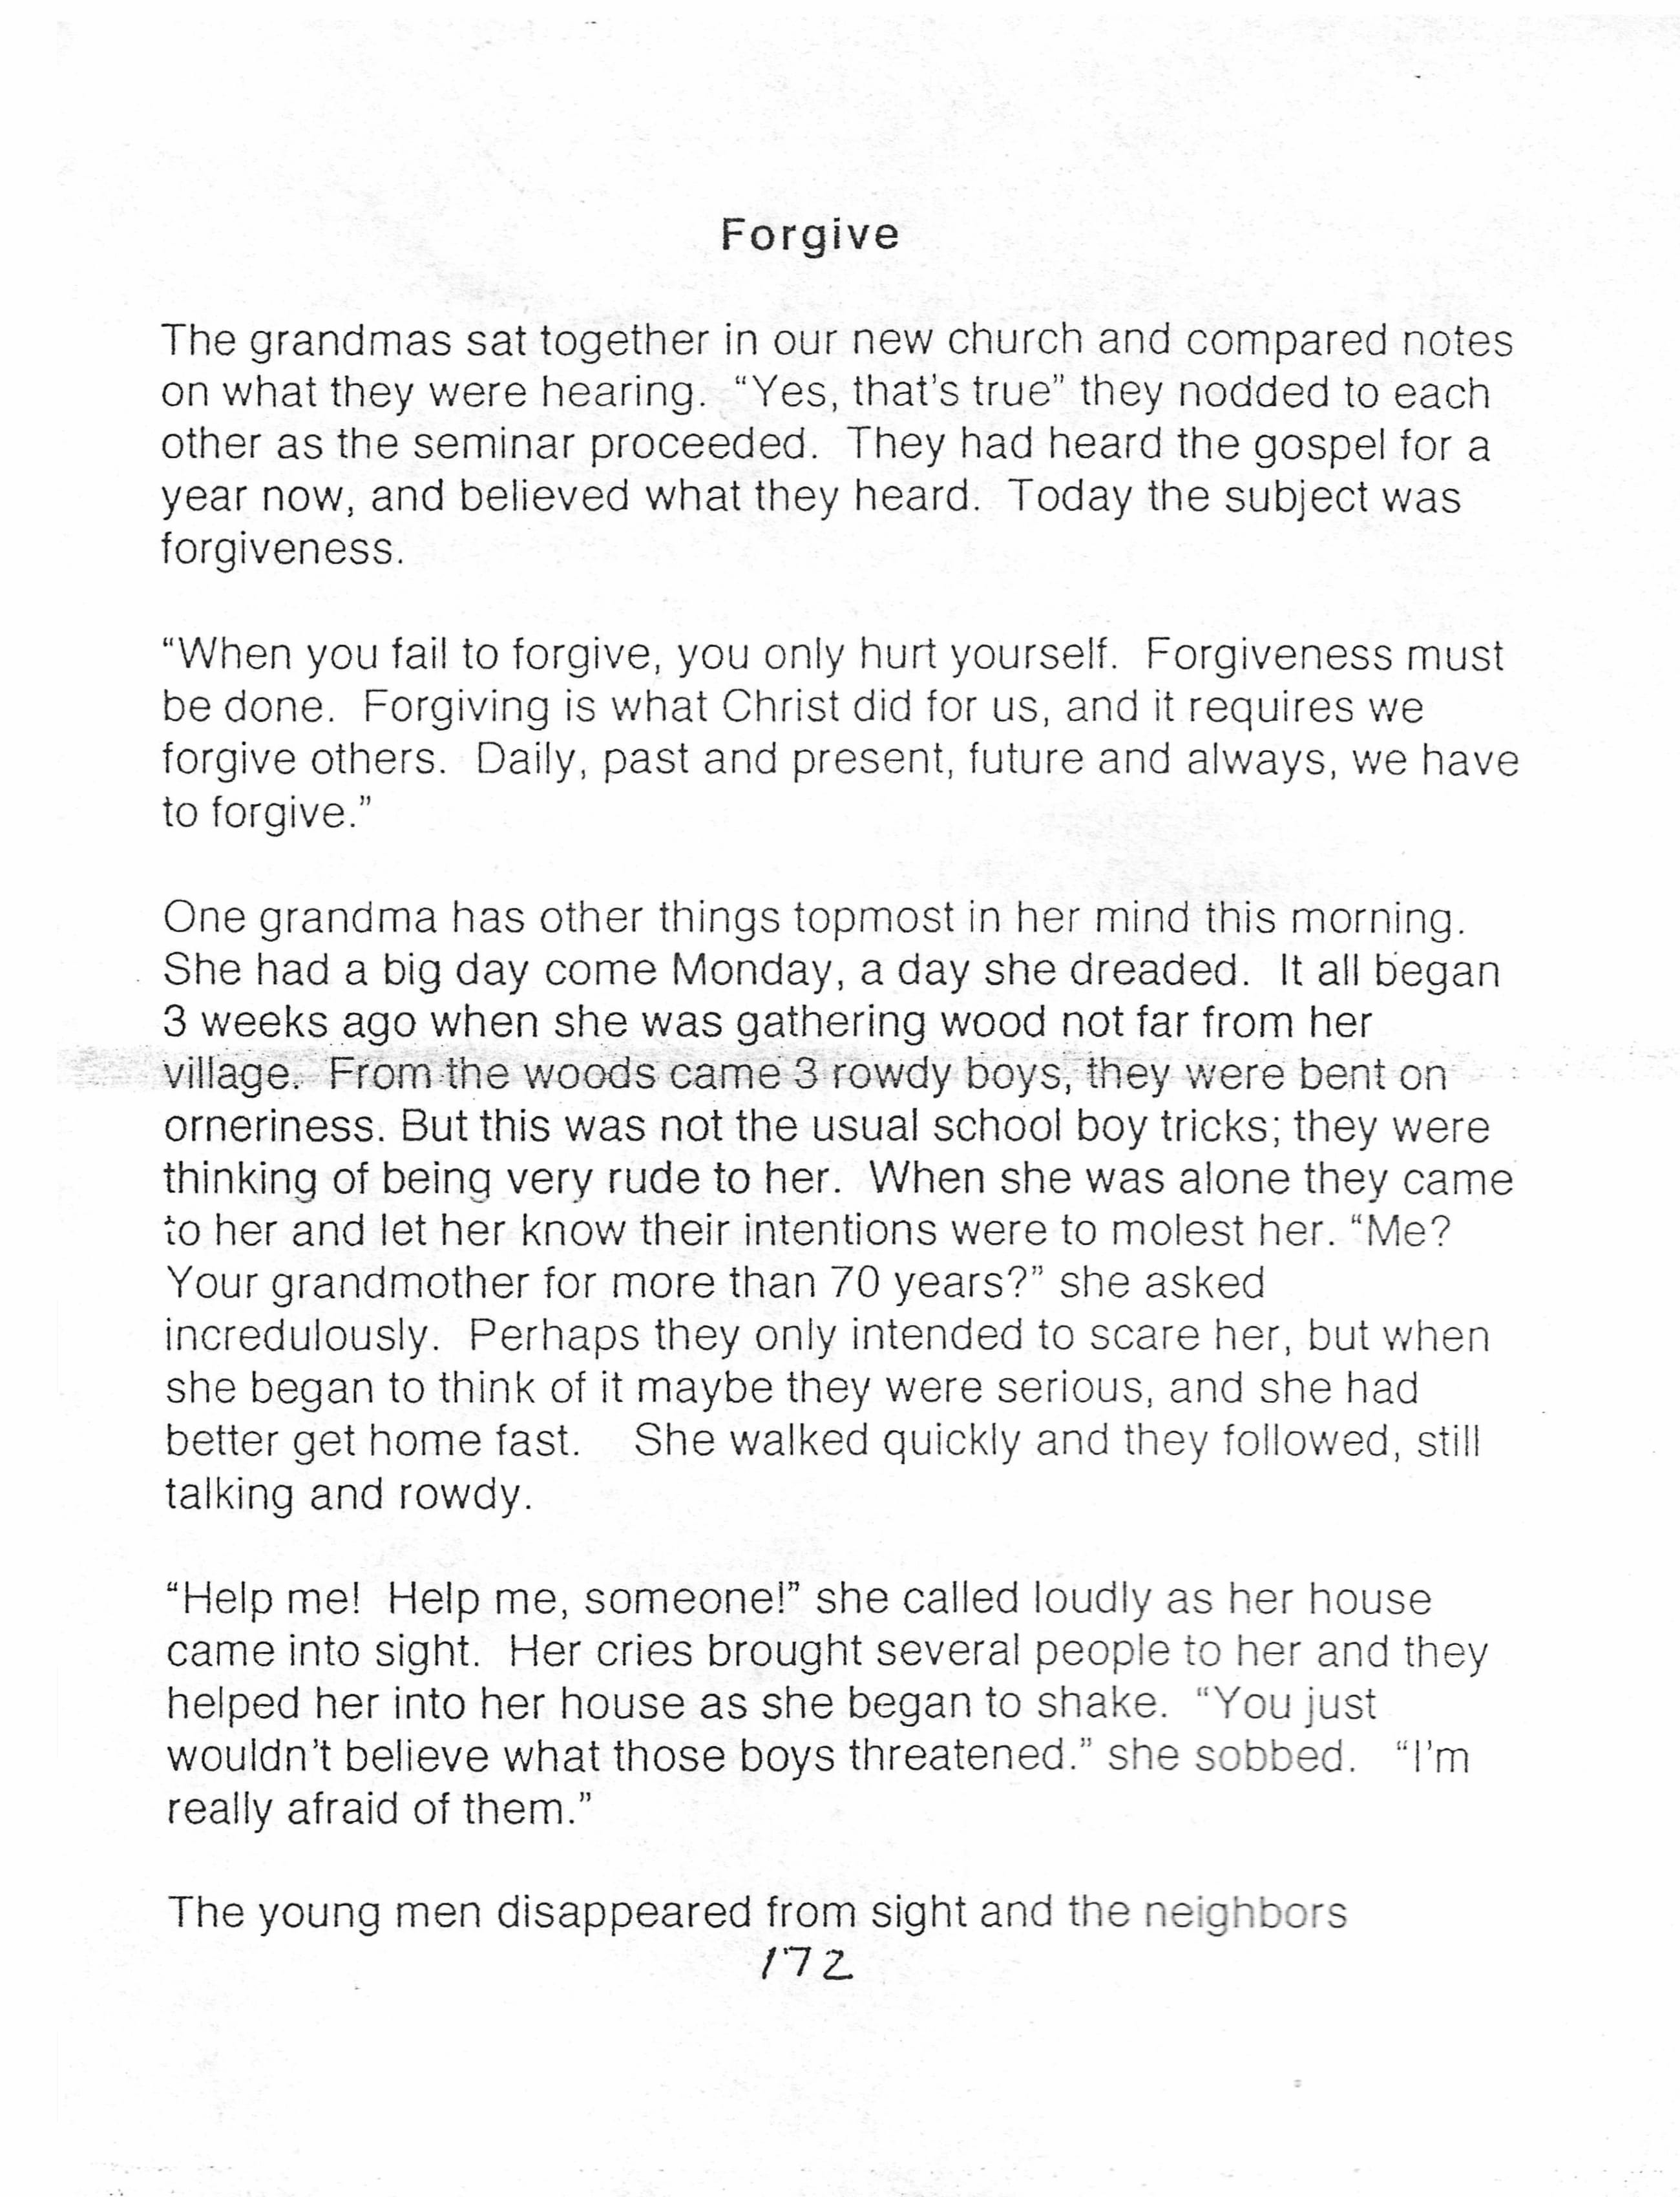 Forgive
The grandmas sat together in our new church and compared notes
on what they were hearing.  “Yes, that's true” they nodded to each
other as the seminar proceeded.  They had heard the gospel for a
year now, and believed what they heard.  Today the subject was
forgiveness.
“When you fail to forgive, you only hurt yourself.  Forgiveness must
be done.  Forgiving is what Christ did for us, and it requires we
forgive others.  Daily, past and present, future and always, we have
to forgive.”
One grandma has other things topmost in her mind this morning.
She had a big day come Monday, a day she dreaded.  It all began
3 weeks ago when she was gathering wood not far from her
village.  From the woods came 3 rowdy boys, they were bent on
orneriness. But this was not the usual school boy tricks; they were
thinking of being very rude to her.  When she was alone they came
to her and let her know their intentions were to molest her. “Me?
Your grandmother for more than 70 years?” she asked
incredulously.  Perhaps they only intended to scare her, but when
she began to think of it maybe they were serious, and she had
better get home fast.   She walked quickly and they followed, still
talking and rowdy.
“Help me!  Help me, someone!” she called loudly as her house
came into sight.  Her cries brought several people to her and they
helped her into her house as she began to shake.  “You just
wouldn't believe what those boys threatened.” she sobbed.   “I'm
really afraid of them.”
The young men disappeared from sight and the neighbors
172